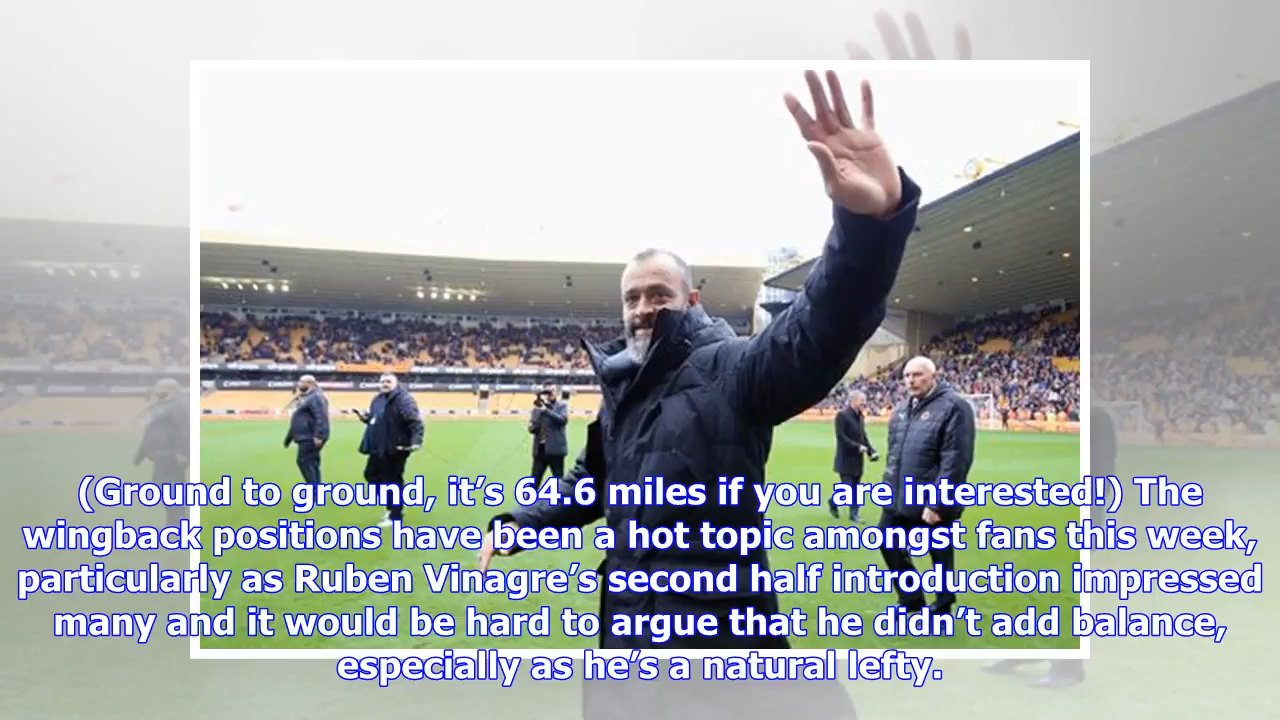 (Ground to ground, it’s 64.6 miles if you are interested!) The
wingback positions have been a hot topic amongst fans this week,
particularly as Ruben Vinagre’s second half introduction impressed
many and it would be hard to argue that he didn’t add balance,
especially as he’s a natural lefty.